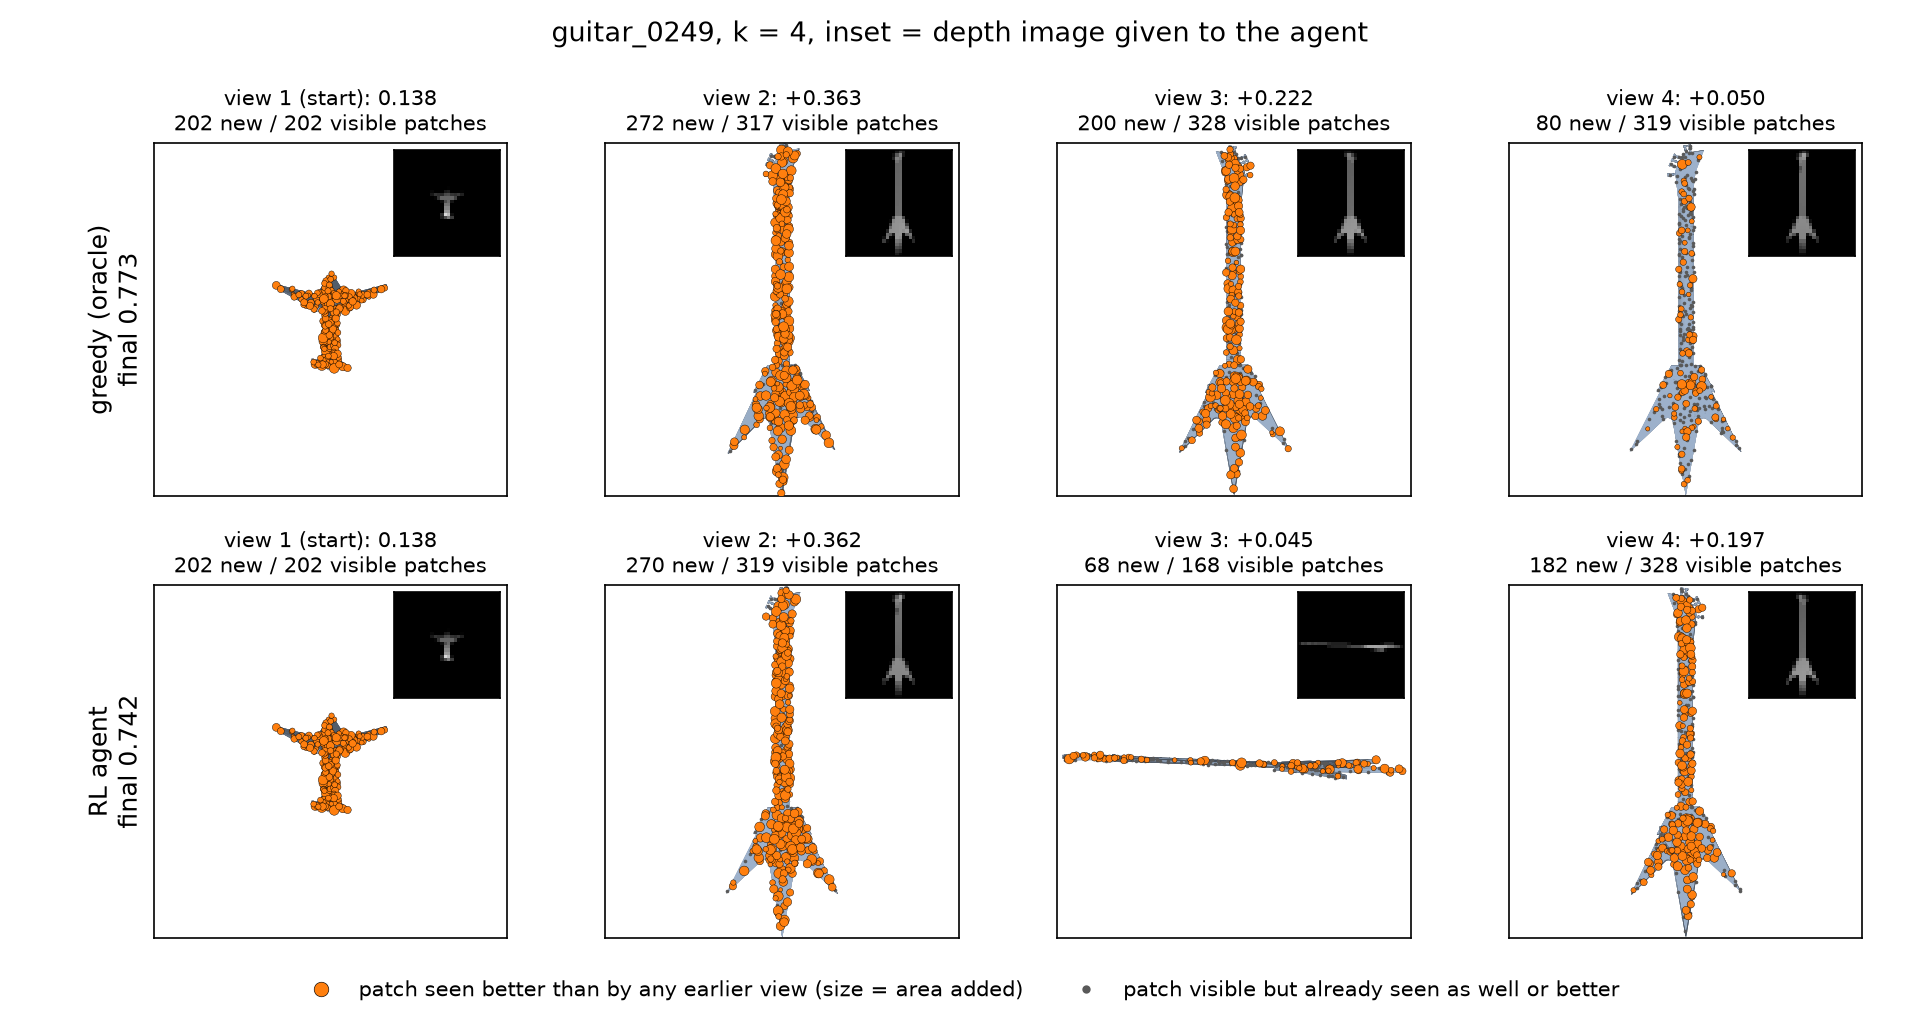 guitar_0249, k = 4, inset = depth image given to the agent
view 1 (start): 0.138
202 new / 202 visible patches
view 2: +0.363
272 new / 317 visible patches
view 3: +0.222
200 new / 328 visible patches
view 4: +0.050
80 new / 319 visible patches
greedy (oracle)
final 0.7773
view 1 (start): 0.138
202 new / 202 visible patches
view 2: +0.362
270 new / 319 visible patches
view 3: +0.045
68 new / 168 visible patches
view 4: +0.197
182 new / 328 visible patches
RL agent
final 0.742
patch seen better than by any earlier view (size = area added)
patch visible but already seen as well or better